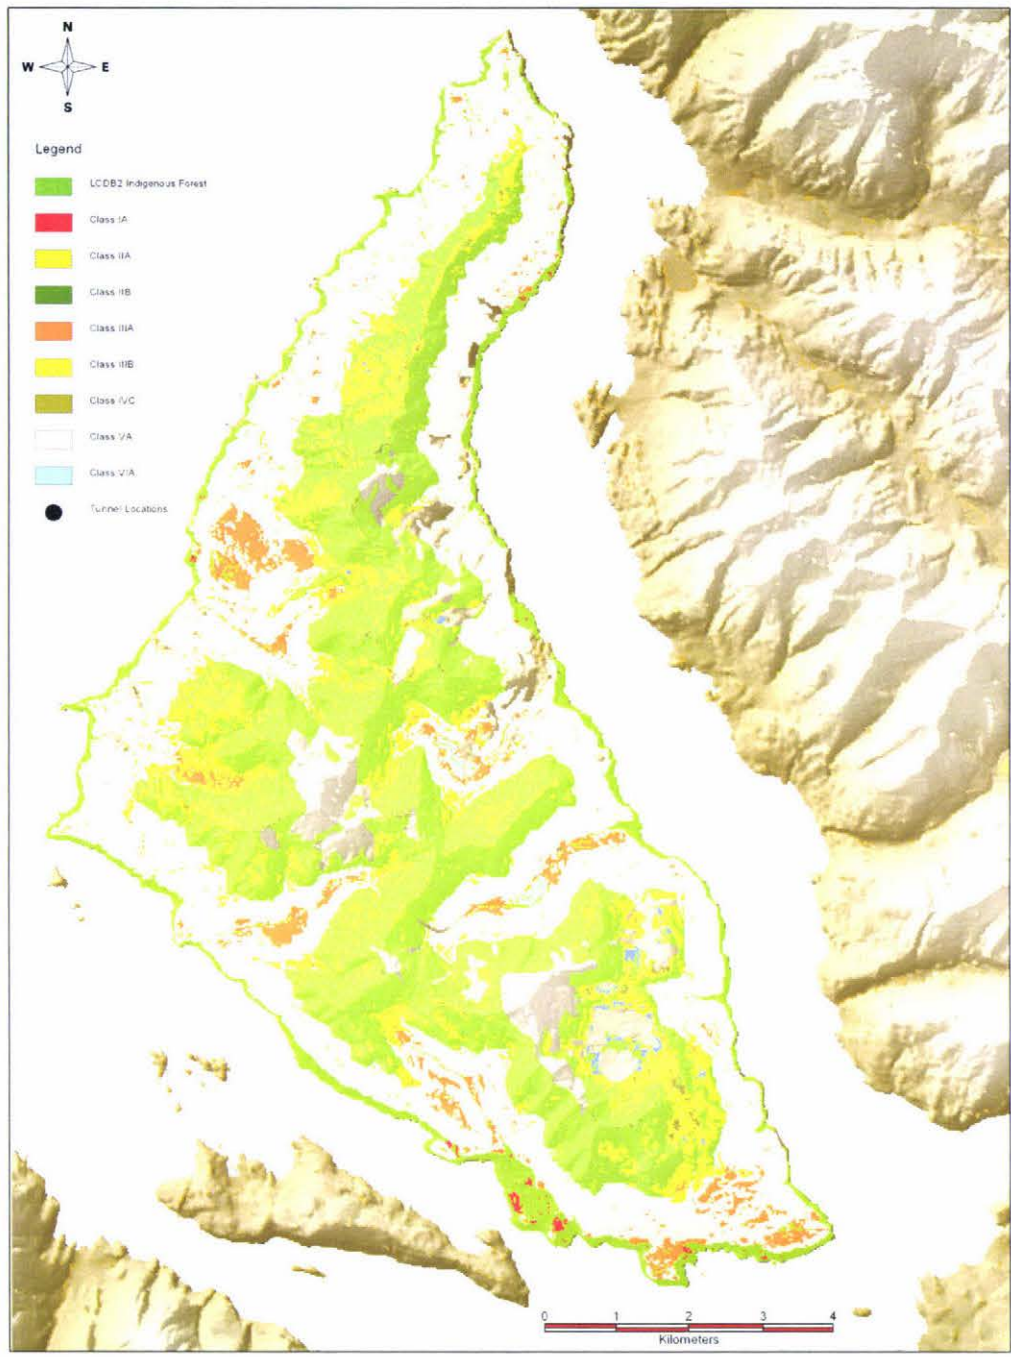 N
W E
S
Legend
LCDB2 Indigenous Forest
Class IA
Class IIA
Class IIB
Class IIIA
Class IIIB
Class IVC
Class VA
Class VIA
Tunnel Locations
0 1 2 3 4
Kilometers